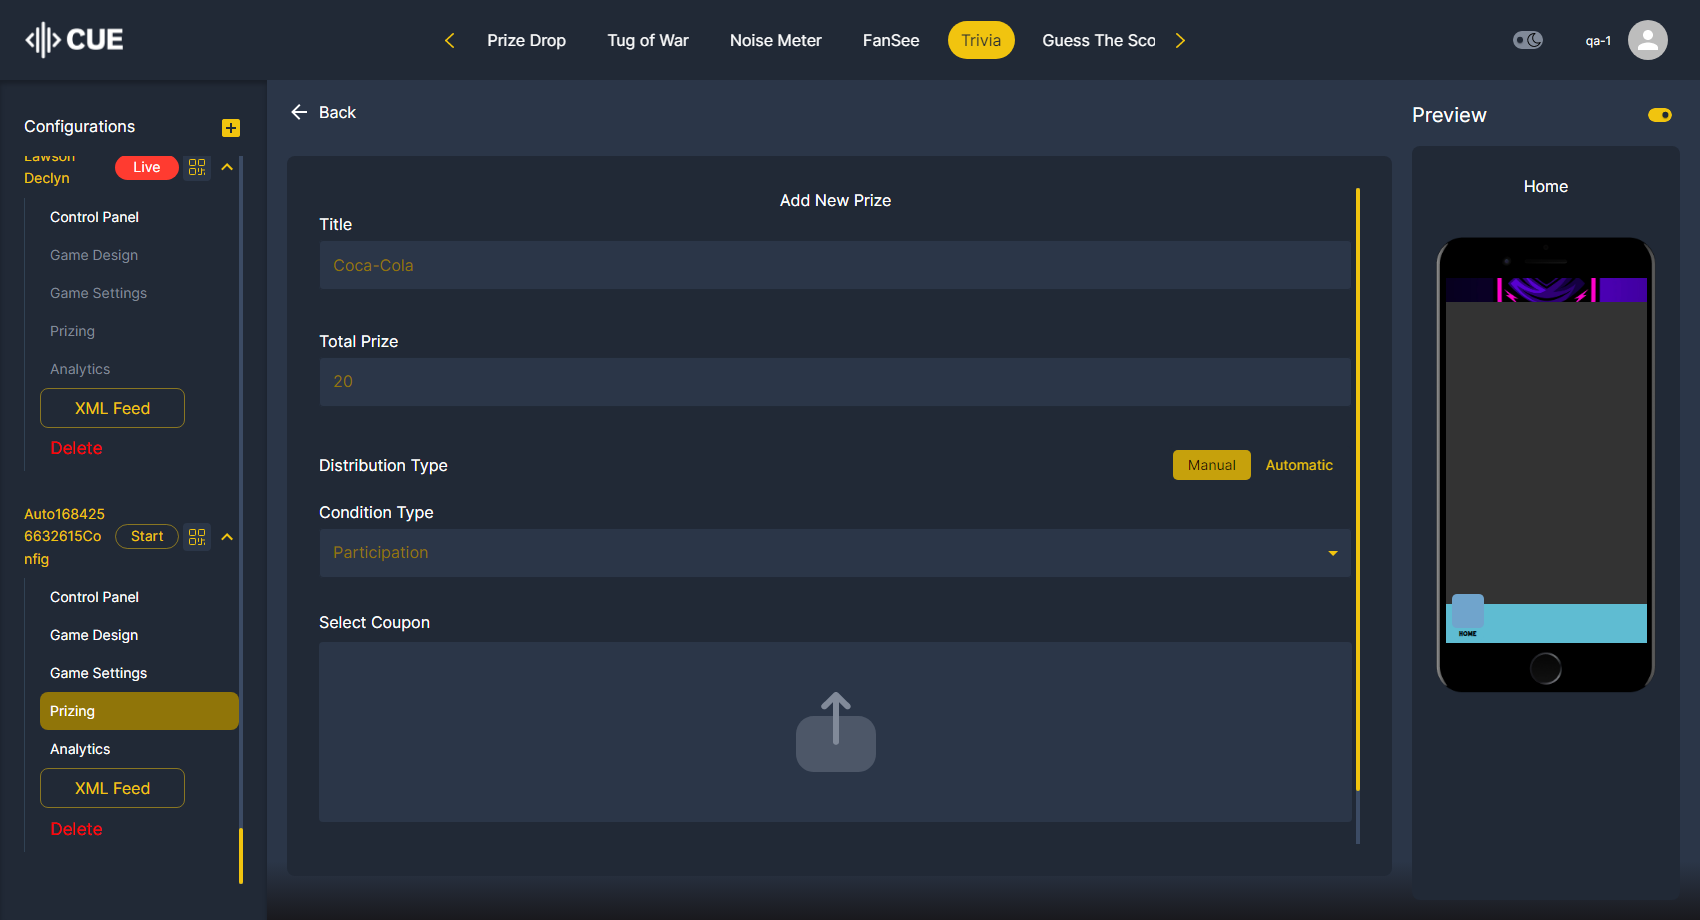 CUE
Prize Drop
Tug of War
Noise Meter
FanSee
Trivia
Guess The Sco
qa-1
Configurations
Lawson
Declyn
Live
Control Panel
Game Design
Game Settings
Prizing
Analytics
XML Feed
Delete
Auto168425
6632615Co
nfig
Start
Control Panel
Game Design
Game Settings
Prizing
Analytics
XML Feed
Delete
Back
Add New Prize
Title
Coca-Cola
Total Prize
20
Distribution Type
Manual
Automatic
Condition Type
Participation
Select Coupon
Preview
Home
HOME